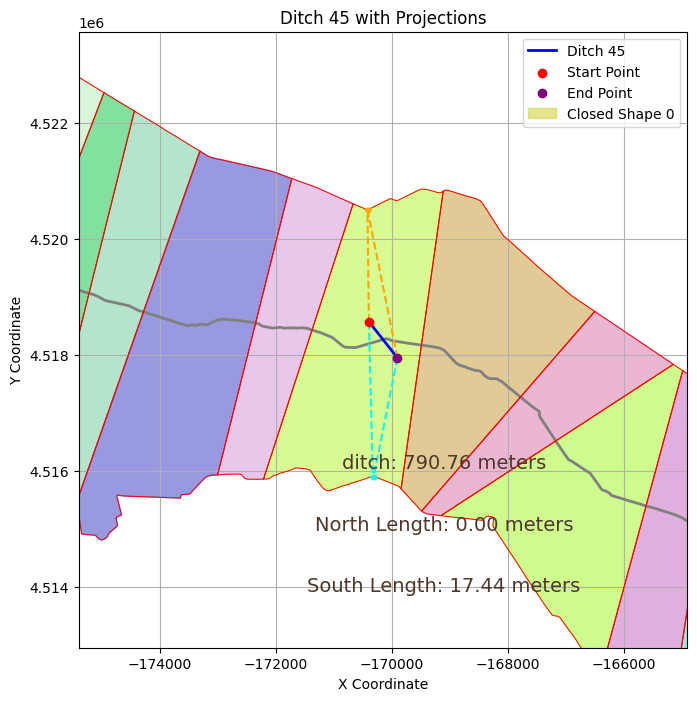 Ditch 45 with Projections
1e6
Ditch 45
Start Point
End Point
Closed Shape 0
4.522
4.520
4.518
4.516
4.514
Y Coordinate
ditch: 790.76 meters
North Length: 0.00 meters
South Length: 17.44 meters
−174000 −172000 −170000 −168000 −166000
X Coordinate